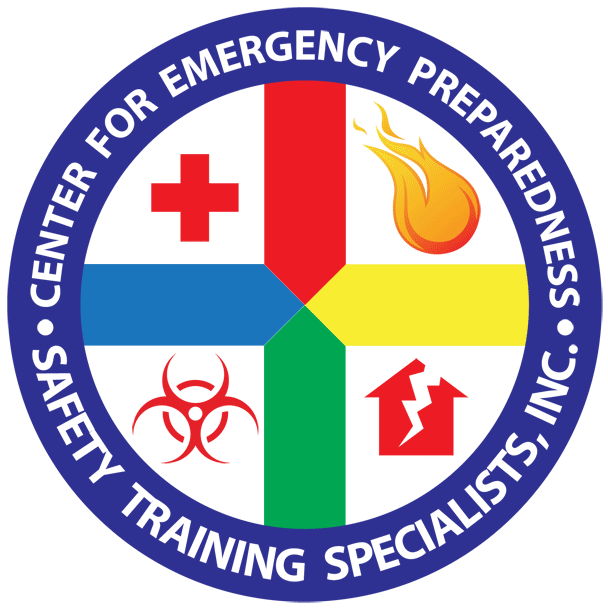 CENTER FOR EMERGENCY PREPAREDNESS
SAFETY TRAINING SPECIALISTS, INC.